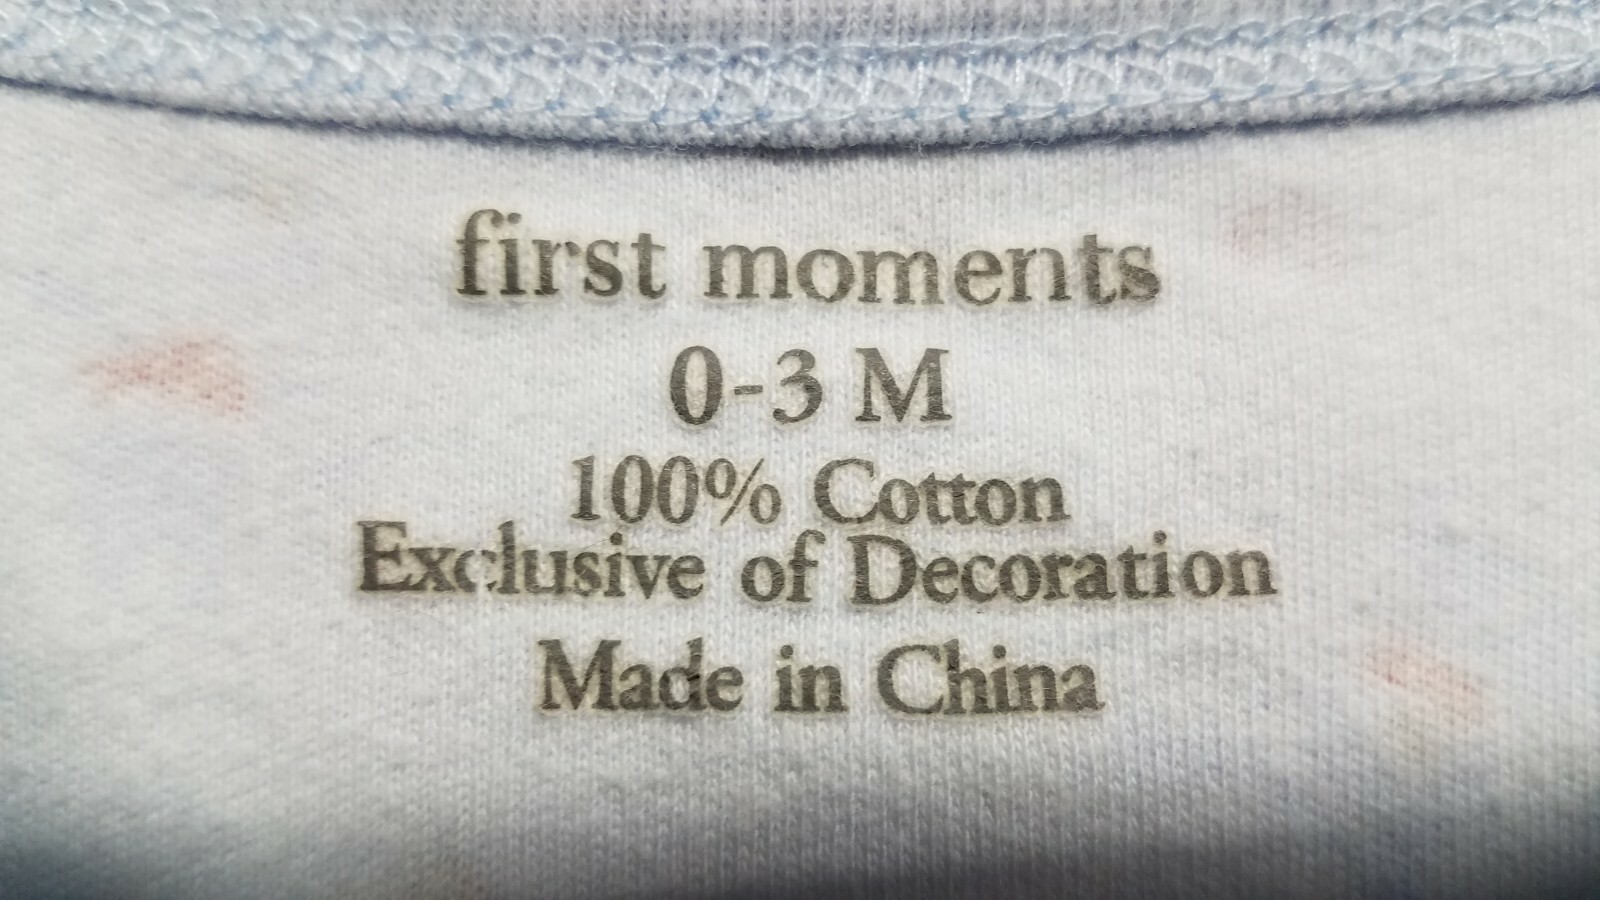 first moments
0-3 M
100% Cotton
Exclusive of Decoration
Made in China